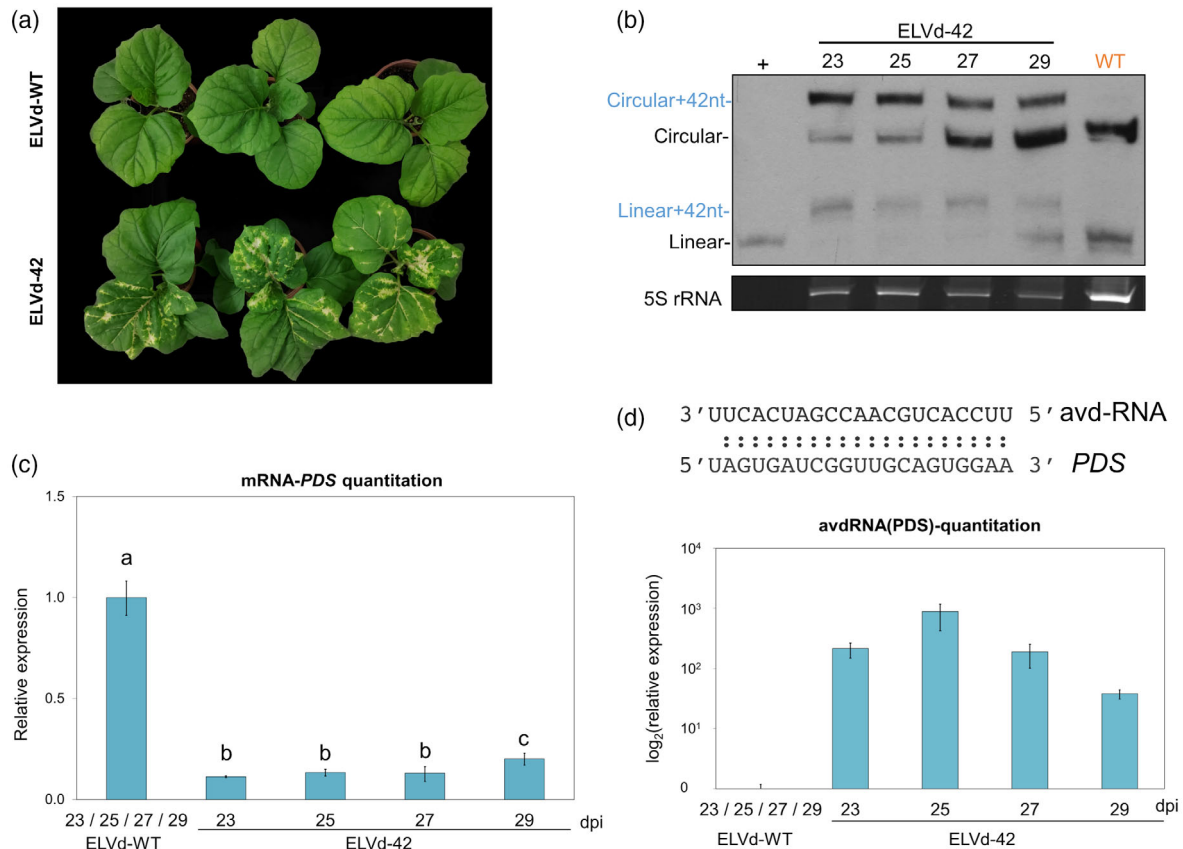 (a)
ELVd-WT
ELVd-42
(b)
ELVd-42
+ 23 25 27 29 WT
Circular+42nt-
Circular-
Linear+42nt-
Linear-
5S rRNA
(c)
mRNA-PDS quantitation
Relative expression
1.5
1.0
0.5
0.0
a
b
b
b
c
23 / 25 / 27 / 29 23 25 27 29 dpi
ELVd-WT ELVd-42
(d)
3’UUCACUAGCCAACGUCACCUU 5’ avd-RNA
5’UAGUGAUCGGUUGCAGUGGAA 3’ PDS
avdRNA(PDS)-quantitation
log₂(relative expression)
10⁴
10³
10²
10¹
0
23 / 25 / 27 / 29 23 25 27 29 dpi
ELVd-WT ELVd-42